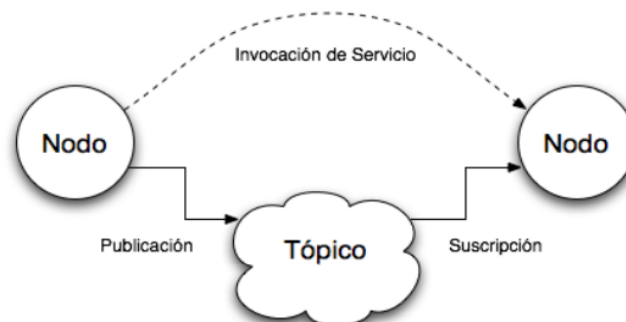 Invocación de Servicio
Nodo
Nodo
Publicación
Tópico
Suscripción